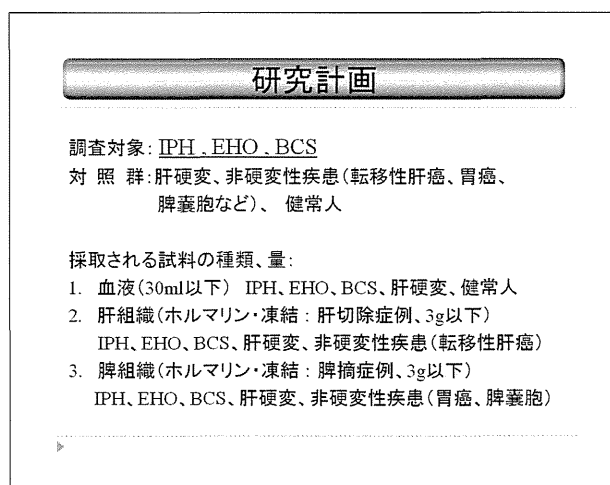 研究計画
調査対象: IPH 、EHO 、BCS
対 照 群:肝硬変、非硬変性疾患(転移性肝癌、胃癌、
脾嚢胞など)、 健常人
採取される試料の種類、量:
1. 血液(30ml以下) IPH、EHO、BCS、肝硬変、健常人
2. 肝組織(ホルマリン・凍結 : 肝切除症例、3g以下)
IPH、EHO、BCS、肝硬変、非硬変性疾患(転移性肝癌)
3. 脾組織(ホルマリン・凍結 : 脾摘症例、3g以下)
IPH、EHO、BCS、肝硬変、非硬変性疾患(胃癌、脾嚢胞)